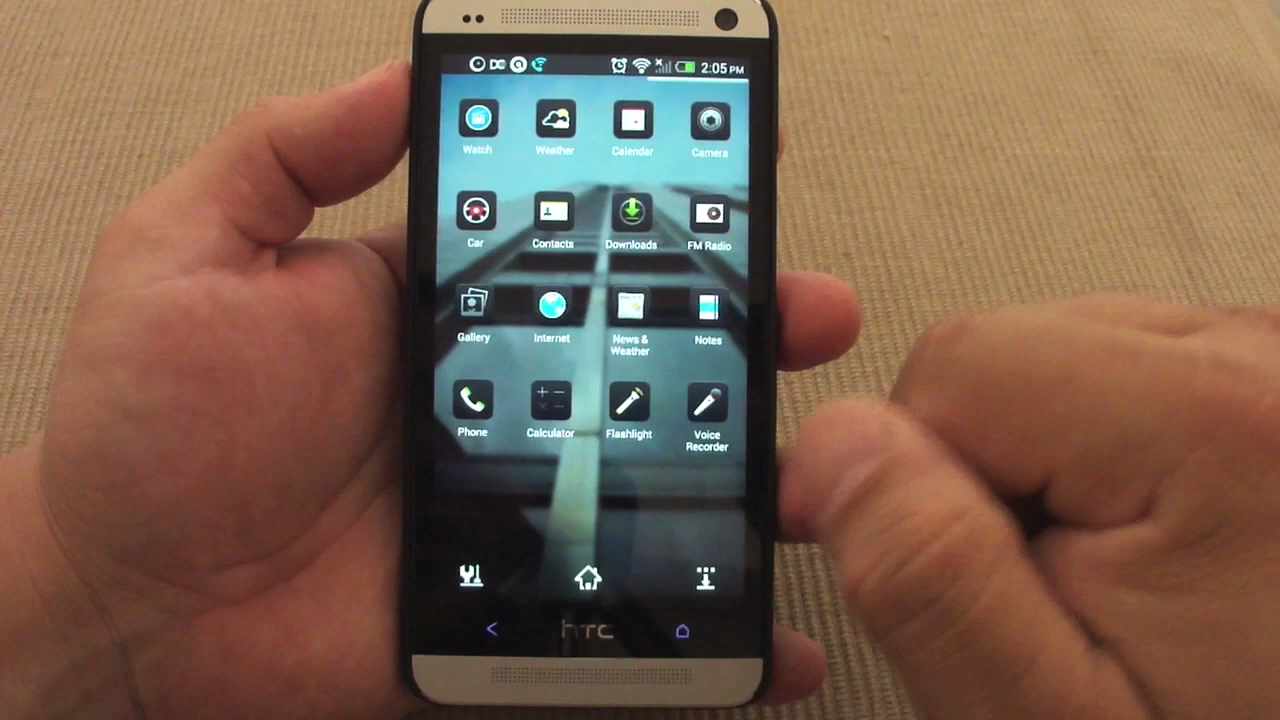 2:05 PM
Watch Weather Calendar Camera
Car Contacts Downloads FM Radio
Gallery Internet News & Notes
Weather
Phone Calculator Flashlight Voice
Recorder
hTC